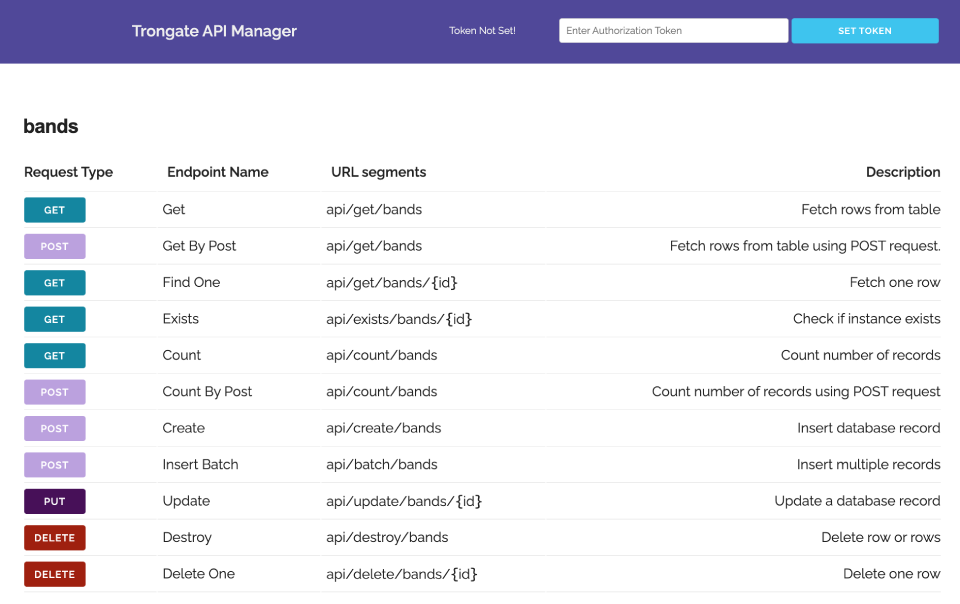 Trongate API Manager Token Not Set! Enter Authorization Token SET TOKEN
bands
Request Type Endpoint Name URL segments Description
GET Get api/get/bands Fetch rows from table
POST Get By Post api/get/bands Fetch rows from table using POST request.
GET Find One api/get/bands/{id} Fetch one row
GET Exists api/exists/bands/{id} Check if instance exists
GET Count api/count/bands Count number of records
POST Count By Post api/count/bands Count number of records using POST request
POST Create api/create/bands Insert database record
POST Insert Batch api/batch/bands Insert multiple records
PUT Update api/update/bands/{id} Update a database record
DELETE Destroy api/destroy/bands Delete row or rows
DELETE Delete One api/delete/bands/{id} Delete one row